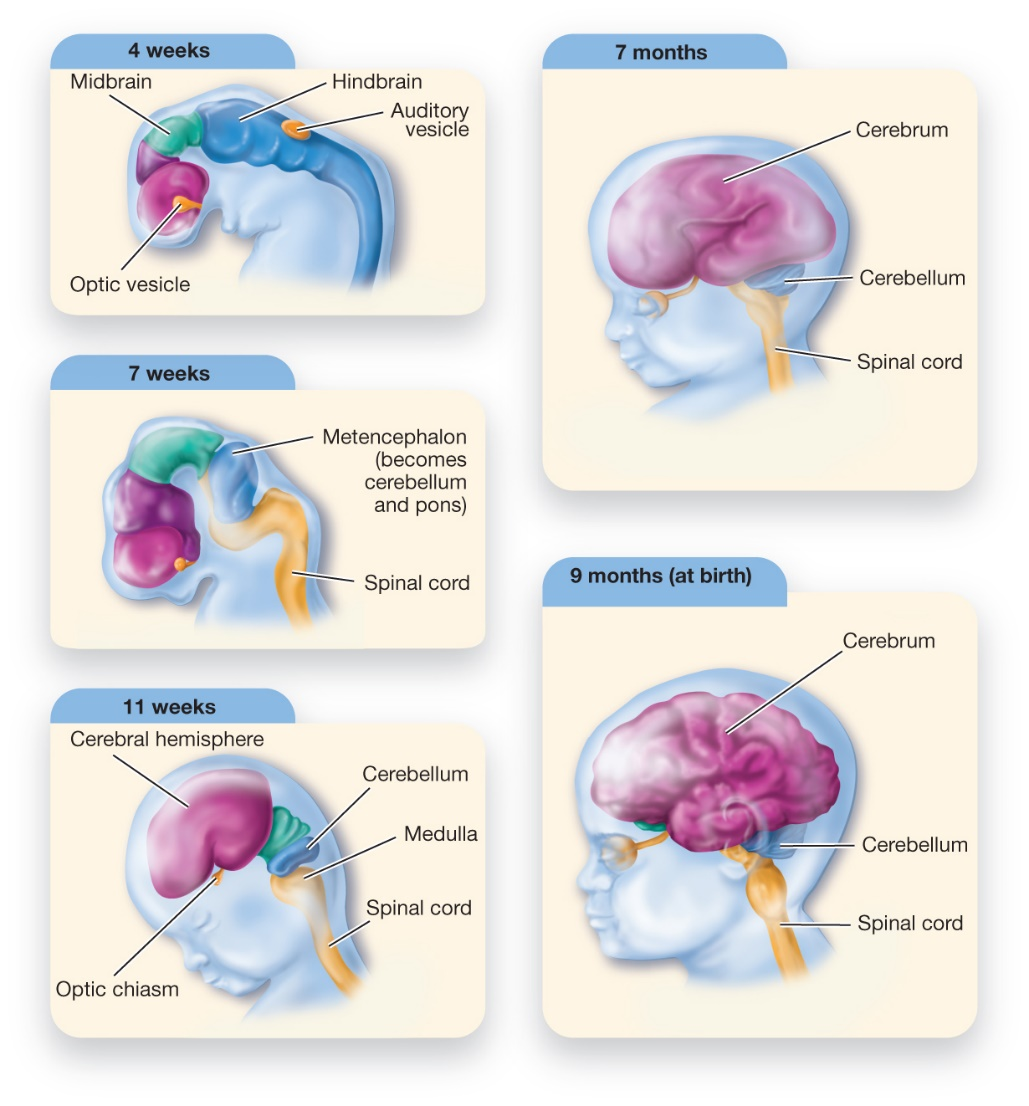 4 weeks
Midbrain
Hindbrain
Auditory
vesicle
Optic vesicle
7 weeks
Metencephalon
(becomes
cerebellum
and pons)
Spinal cord
11 weeks
Cerebral hemisphere
Cerebellum
Medulla
Spinal cord
Optic chiasm
7 months
Cerebrum
Cerebellum
Spinal cord
9 months (at birth)
Cerebrum
Cerebellum
Spinal cord